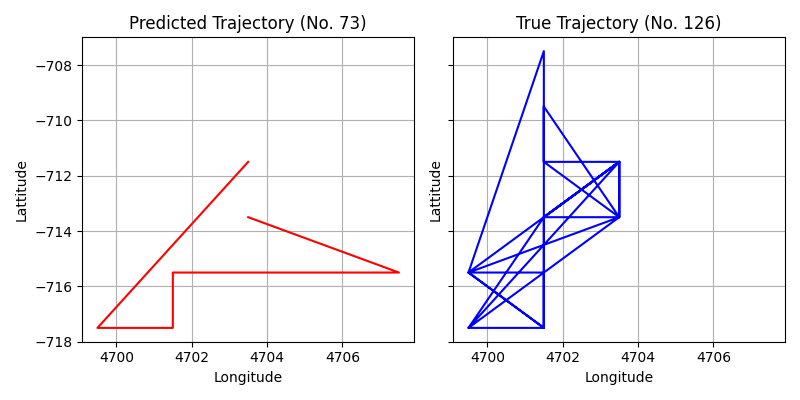 Predicted Trajectory (No. 73)
True Trajectory (No. 126)
−708
−710
−712
−714
−716
−718
4700
4702
4704
4706
4700
4702
4704
4706
Longitude
Longitude
Lattitude
Lattitude